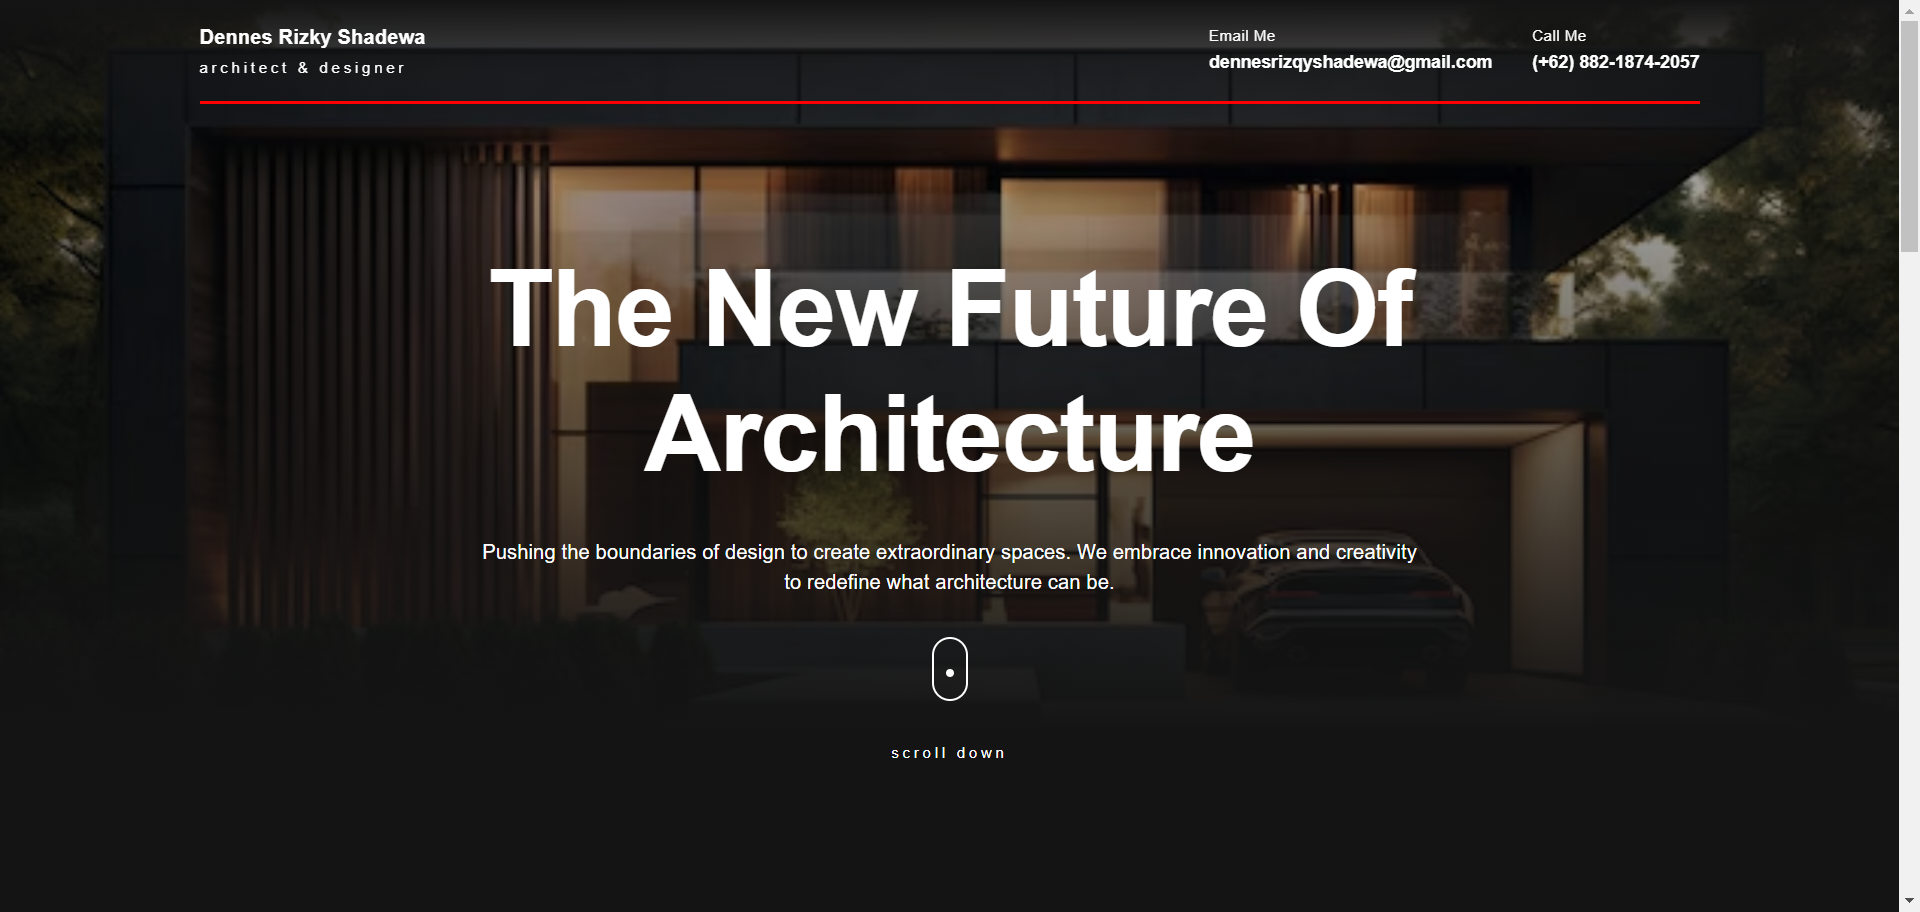 Dennes Rizky Shadewa
architect & designer
Email Me
dennesrizqyshadewa@gmail.com
Call Me
(+62) 882-1874-2057
The New Future Of
Architecture
Pushing the boundaries of design to create extraordinary spaces. We embrace innovation and creativity
to redefine what architecture can be.
scroll down